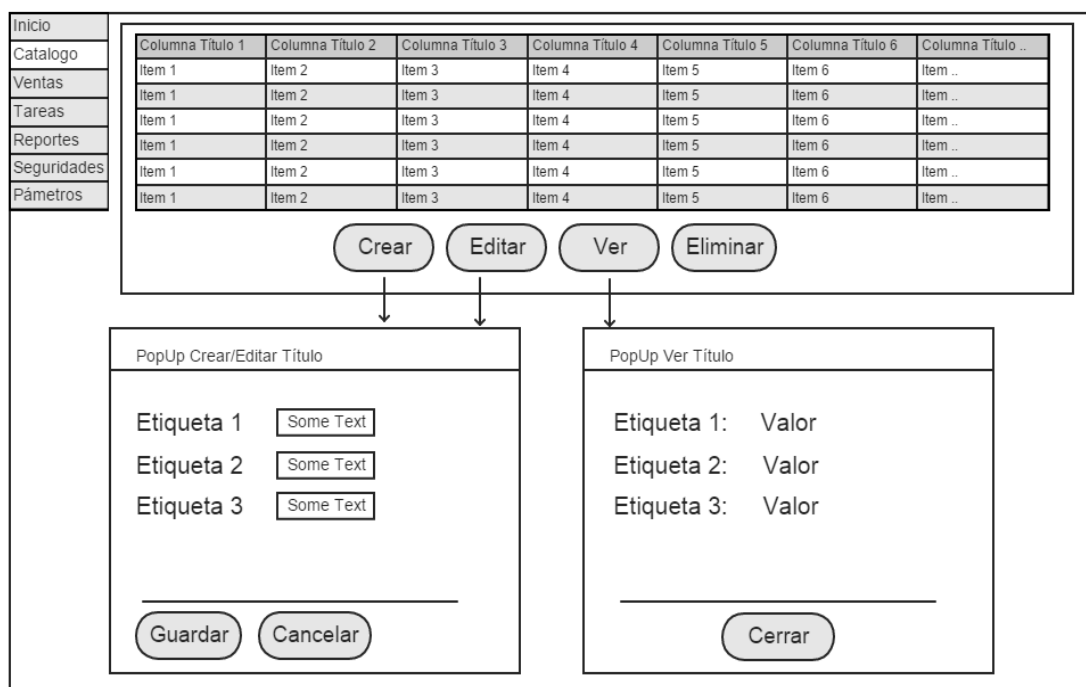 Inicio
Catalogo
Ventas
Tareas
Reportes
Seguridades
Pámetros
Columna Título 1 Columna Título 2 Columna Título 3 Columna Título 4 Columna Título 5 Columna Título 6 Columna Título ..
Item 1 Item 2 Item 3 Item 4 Item 5 Item 6 Item ..
Item 1 Item 2 Item 3 Item 4 Item 5 Item 6 Item ..
Item 1 Item 2 Item 3 Item 4 Item 5 Item 6 Item ..
Item 1 Item 2 Item 3 Item 4 Item 5 Item 6 Item ..
Item 1 Item 2 Item 3 Item 4 Item 5 Item 6 Item ..
Item 1 Item 2 Item 3 Item 4 Item 5 Item 6 Item ..
Crear Editar Ver Eliminar
PopUp Crear/Editar Título
Etiqueta 1 Some Text
Etiqueta 2 Some Text
Etiqueta 3 Some Text
Guardar Cancelar
PopUp Ver Título
Etiqueta 1: Valor
Etiqueta 2: Valor
Etiqueta 3: Valor
Cerrar